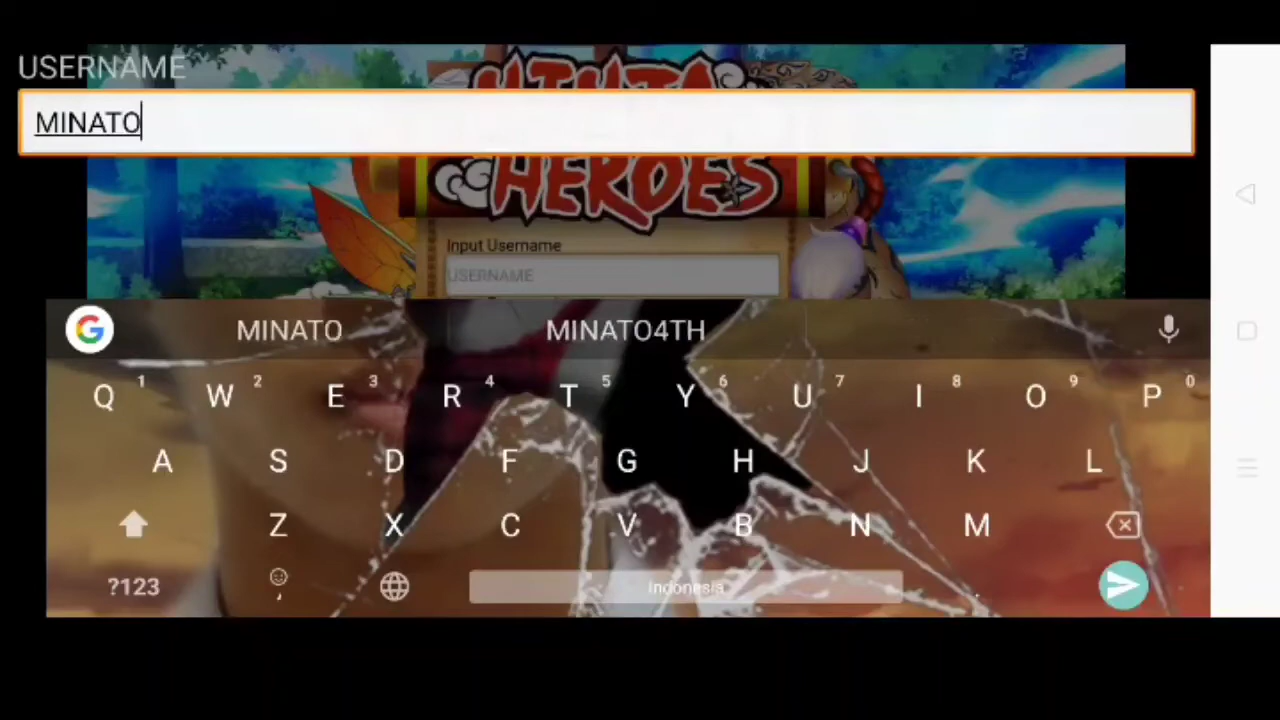 USERNAME
MINATO
NINJA
HEROES
Input Username
USERNAME
MINATO MINATO4TH
Q 1 W 2 E 3 R 4 T 5 Y 6 U 7 I 8 O 9 P 0
A S D F G H J K L
Z X C V B N M
?123 , Indonesia .